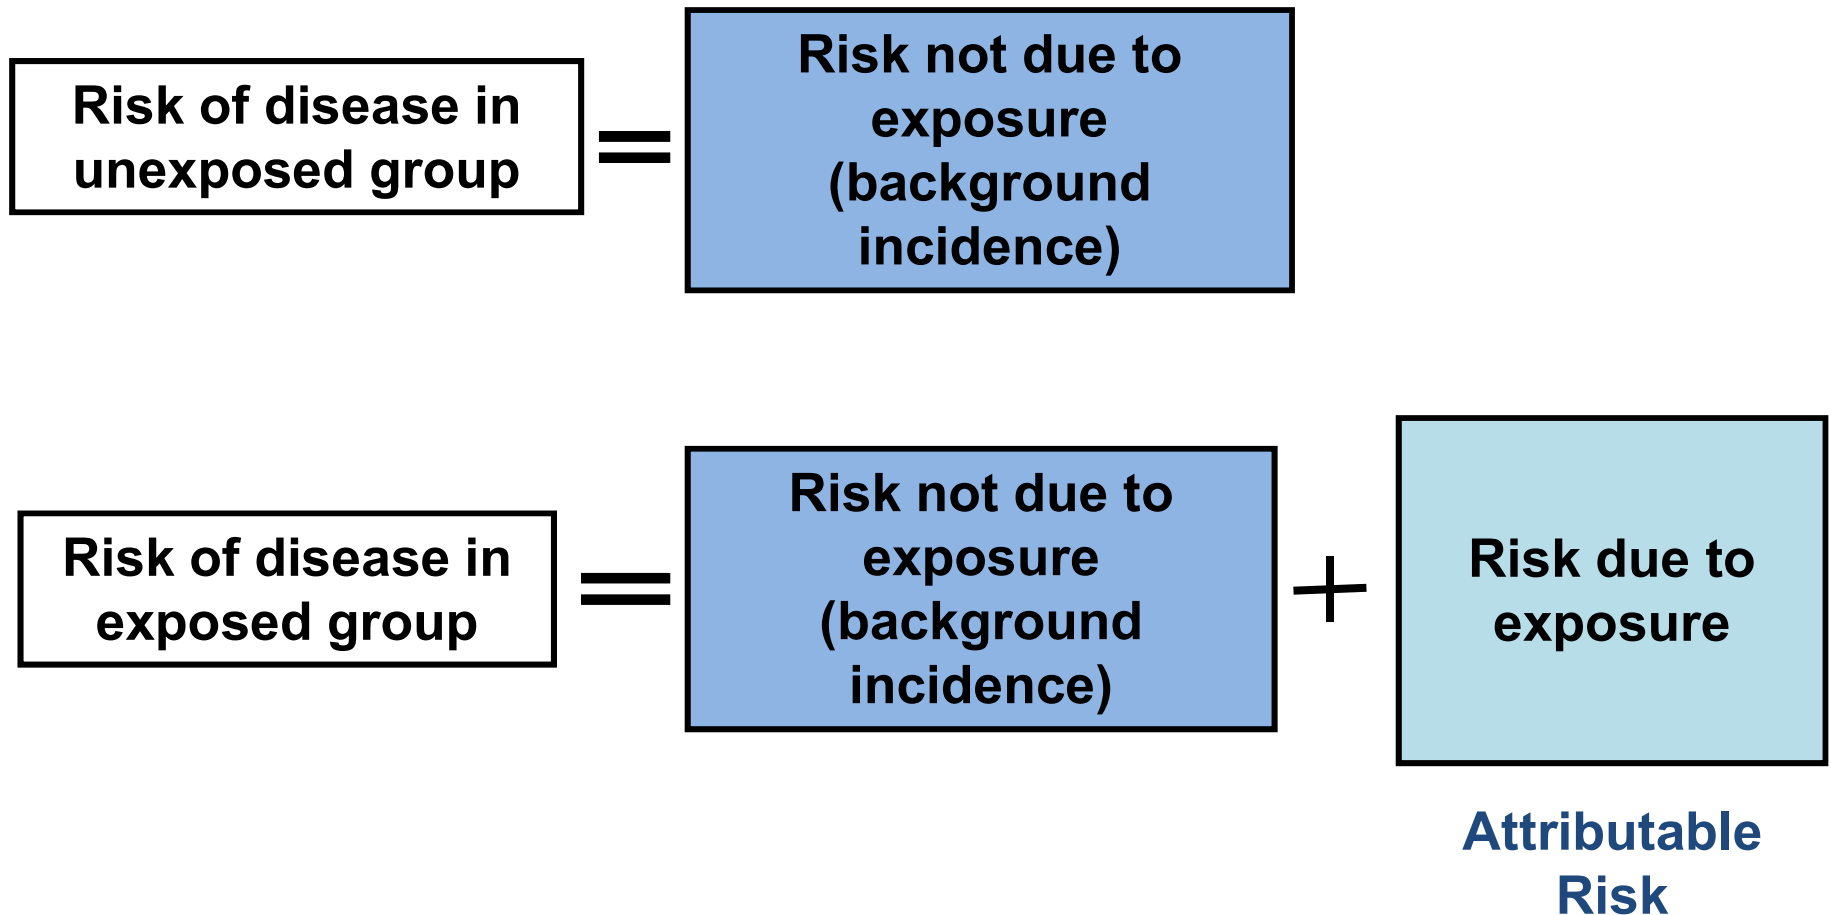 Risk of disease in
unexposed group
=
Risk not due to
exposure
(background
incidence)
Risk of disease in
exposed group
=
Risk not due to
exposure
(background
incidence)
+
Risk due to
exposure
Attributable
Risk